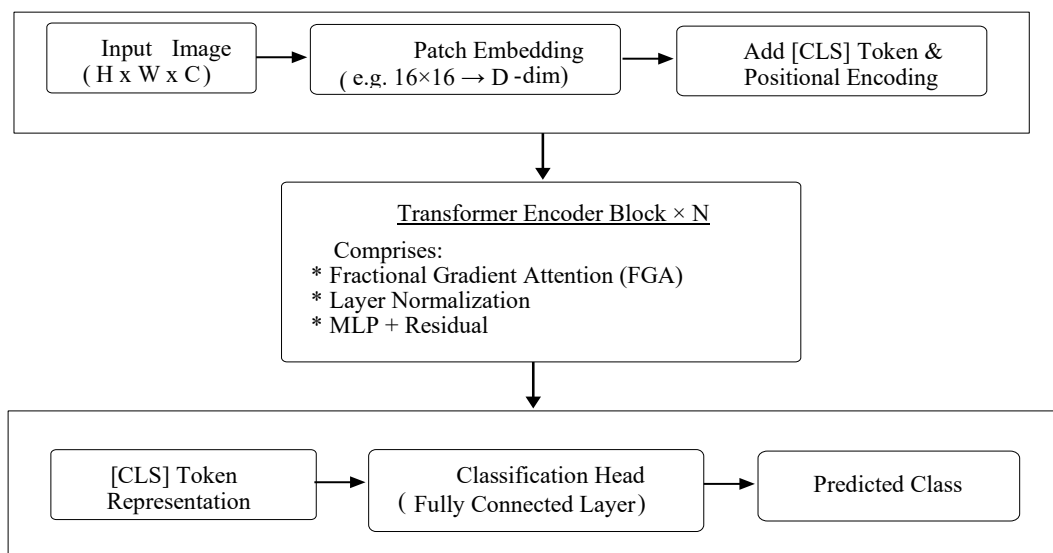 Input Image
( H x W x C )
Patch Embedding
( e.g. 16×16 → D -dim)
Add [CLS] Token &
Positional Encoding
Transformer Encoder Block × N
Comprises:
* Fractional Gradient Attention (FGA)
* Layer Normalization
* MLP + Residual
[CLS] Token
Representation
Classification Head
( Fully Connected Layer)
Predicted Class